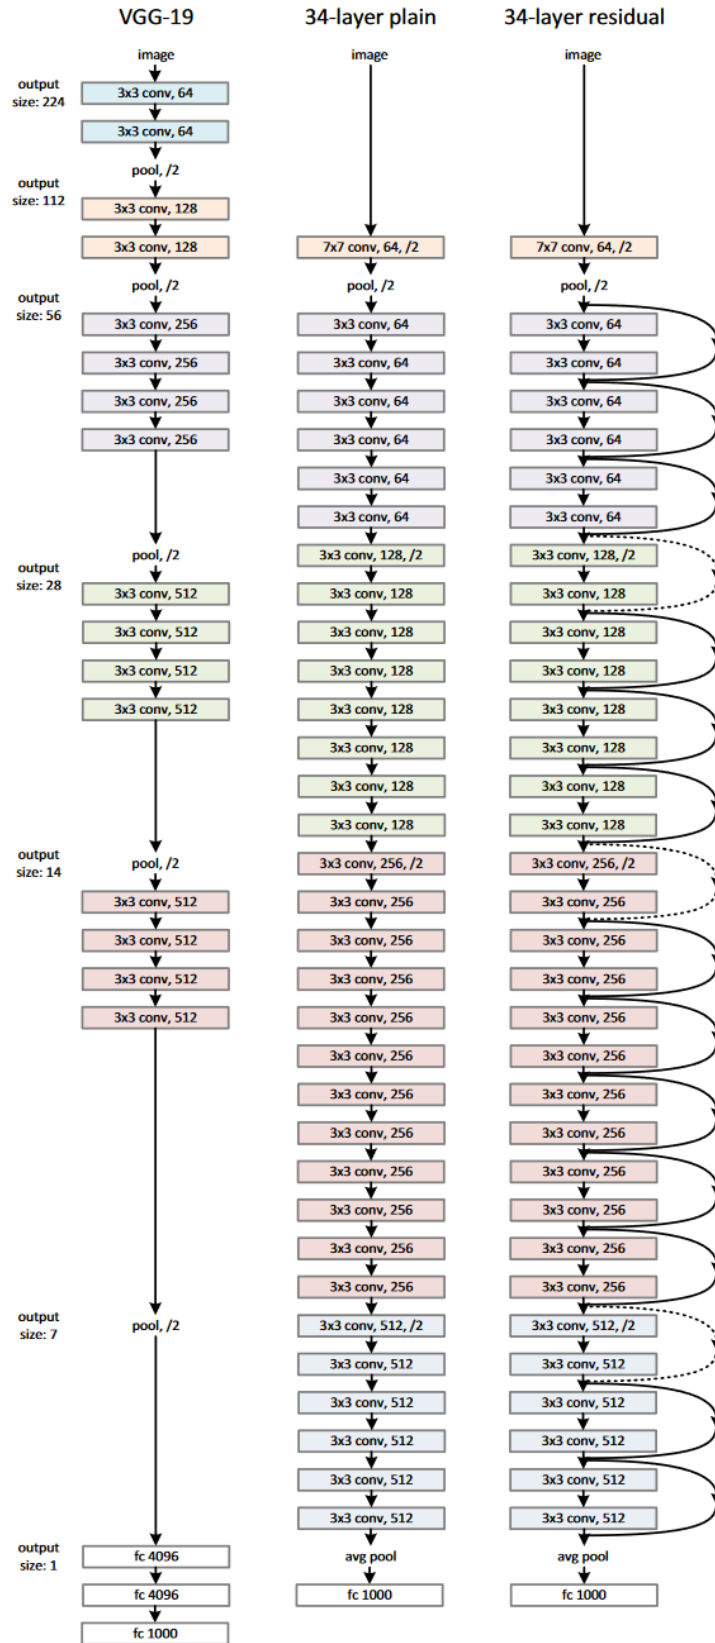 VGG-19
image
output
size: 224
3x3 conv, 64
3x3 conv, 64
pool, /2
output
size: 112
3x3 conv, 128
3x3 conv, 128
pool, /2
output
size: 56
3x3 conv, 256
3x3 conv, 256
3x3 conv, 256
3x3 conv, 256
pool, /2
output
size: 28
3x3 conv, 512
3x3 conv, 512
3x3 conv, 512
3x3 conv, 512
pool, /2
output
size: 14
3x3 conv, 512
3x3 conv, 512
3x3 conv, 512
3x3 conv, 512
output
size: 7
pool, /2
output
size: 1
fc 4096
fc 4096
fc 1000
34-layer plain
image
7x7 conv, 64, /2
pool, /2
3x3 conv, 64
3x3 conv, 64
3x3 conv, 64
3x3 conv, 64
3x3 conv, 64
3x3 conv, 64
3x3 conv, 128, /2
3x3 conv, 128
3x3 conv, 128
3x3 conv, 128
3x3 conv, 128
3x3 conv, 128
3x3 conv, 128
3x3 conv, 128
3x3 conv, 256, /2
3x3 conv, 256
3x3 conv, 256
3x3 conv, 256
3x3 conv, 256
3x3 conv, 256
3x3 conv, 256
3x3 conv, 256
3x3 conv, 256
3x3 conv, 256
3x3 conv, 256
3x3 conv, 256
3x3 conv, 512, /2
3x3 conv, 512
3x3 conv, 512
3x3 conv, 512
3x3 conv, 512
3x3 conv, 512
avg pool
fc 1000
34-layer residual
image
7x7 conv, 64, /2
pool, /2
3x3 conv, 64
3x3 conv, 64
3x3 conv, 64
3x3 conv, 64
3x3 conv, 64
3x3 conv, 64
3x3 conv, 128, /2
3x3 conv, 128
3x3 conv, 128
3x3 conv, 128
3x3 conv, 128
3x3 conv, 128
3x3 conv, 128
3x3 conv, 128
3x3 conv, 256, /2
3x3 conv, 256
3x3 conv, 256
3x3 conv, 256
3x3 conv, 256
3x3 conv, 256
3x3 conv, 256
3x3 conv, 256
3x3 conv, 256
3x3 conv, 256
3x3 conv, 256
3x3 conv, 256
3x3 conv, 512, /2
3x3 conv, 512
3x3 conv, 512
3x3 conv, 512
3x3 conv, 512
3x3 conv, 512
avg pool
fc 1000